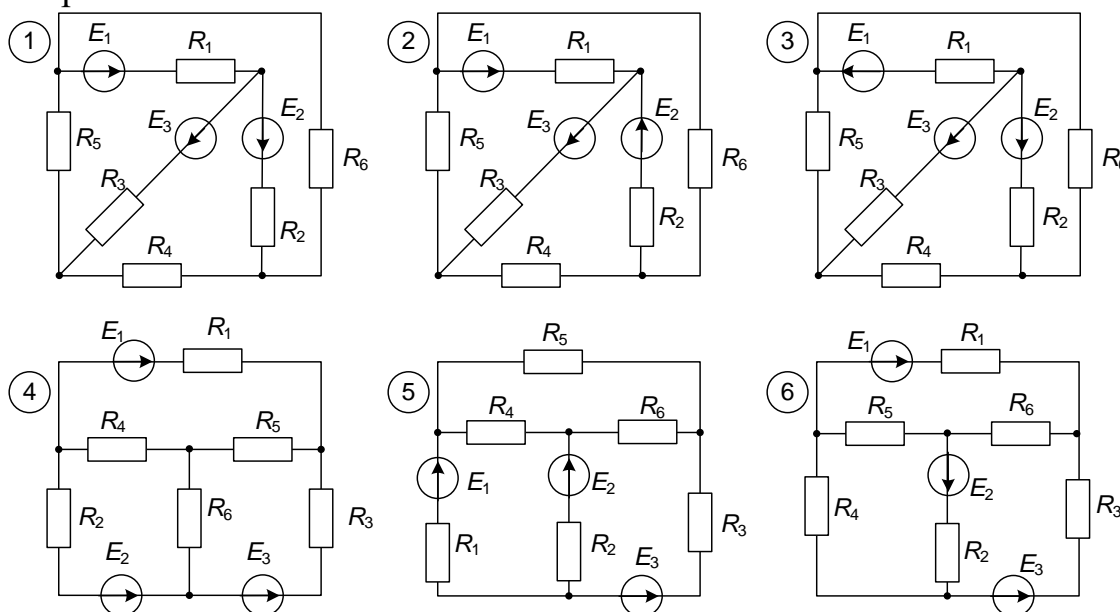 1 E1 R1 2 E1 R1 3 E1 R1
R5 E3 E2 R5 E3 E2 R5 E3 E2
R3 R6 R3 R6 R3
R2 R2 R2
R4 R4 R4
E1 R1 R5 E1 R1
4 R4 R5 5 R4 R6 6 R5 R6
R2 R6 R3 E1 E2 R3 R4 E2 R3
E2 E3 R1 R2 E3 R2 E3